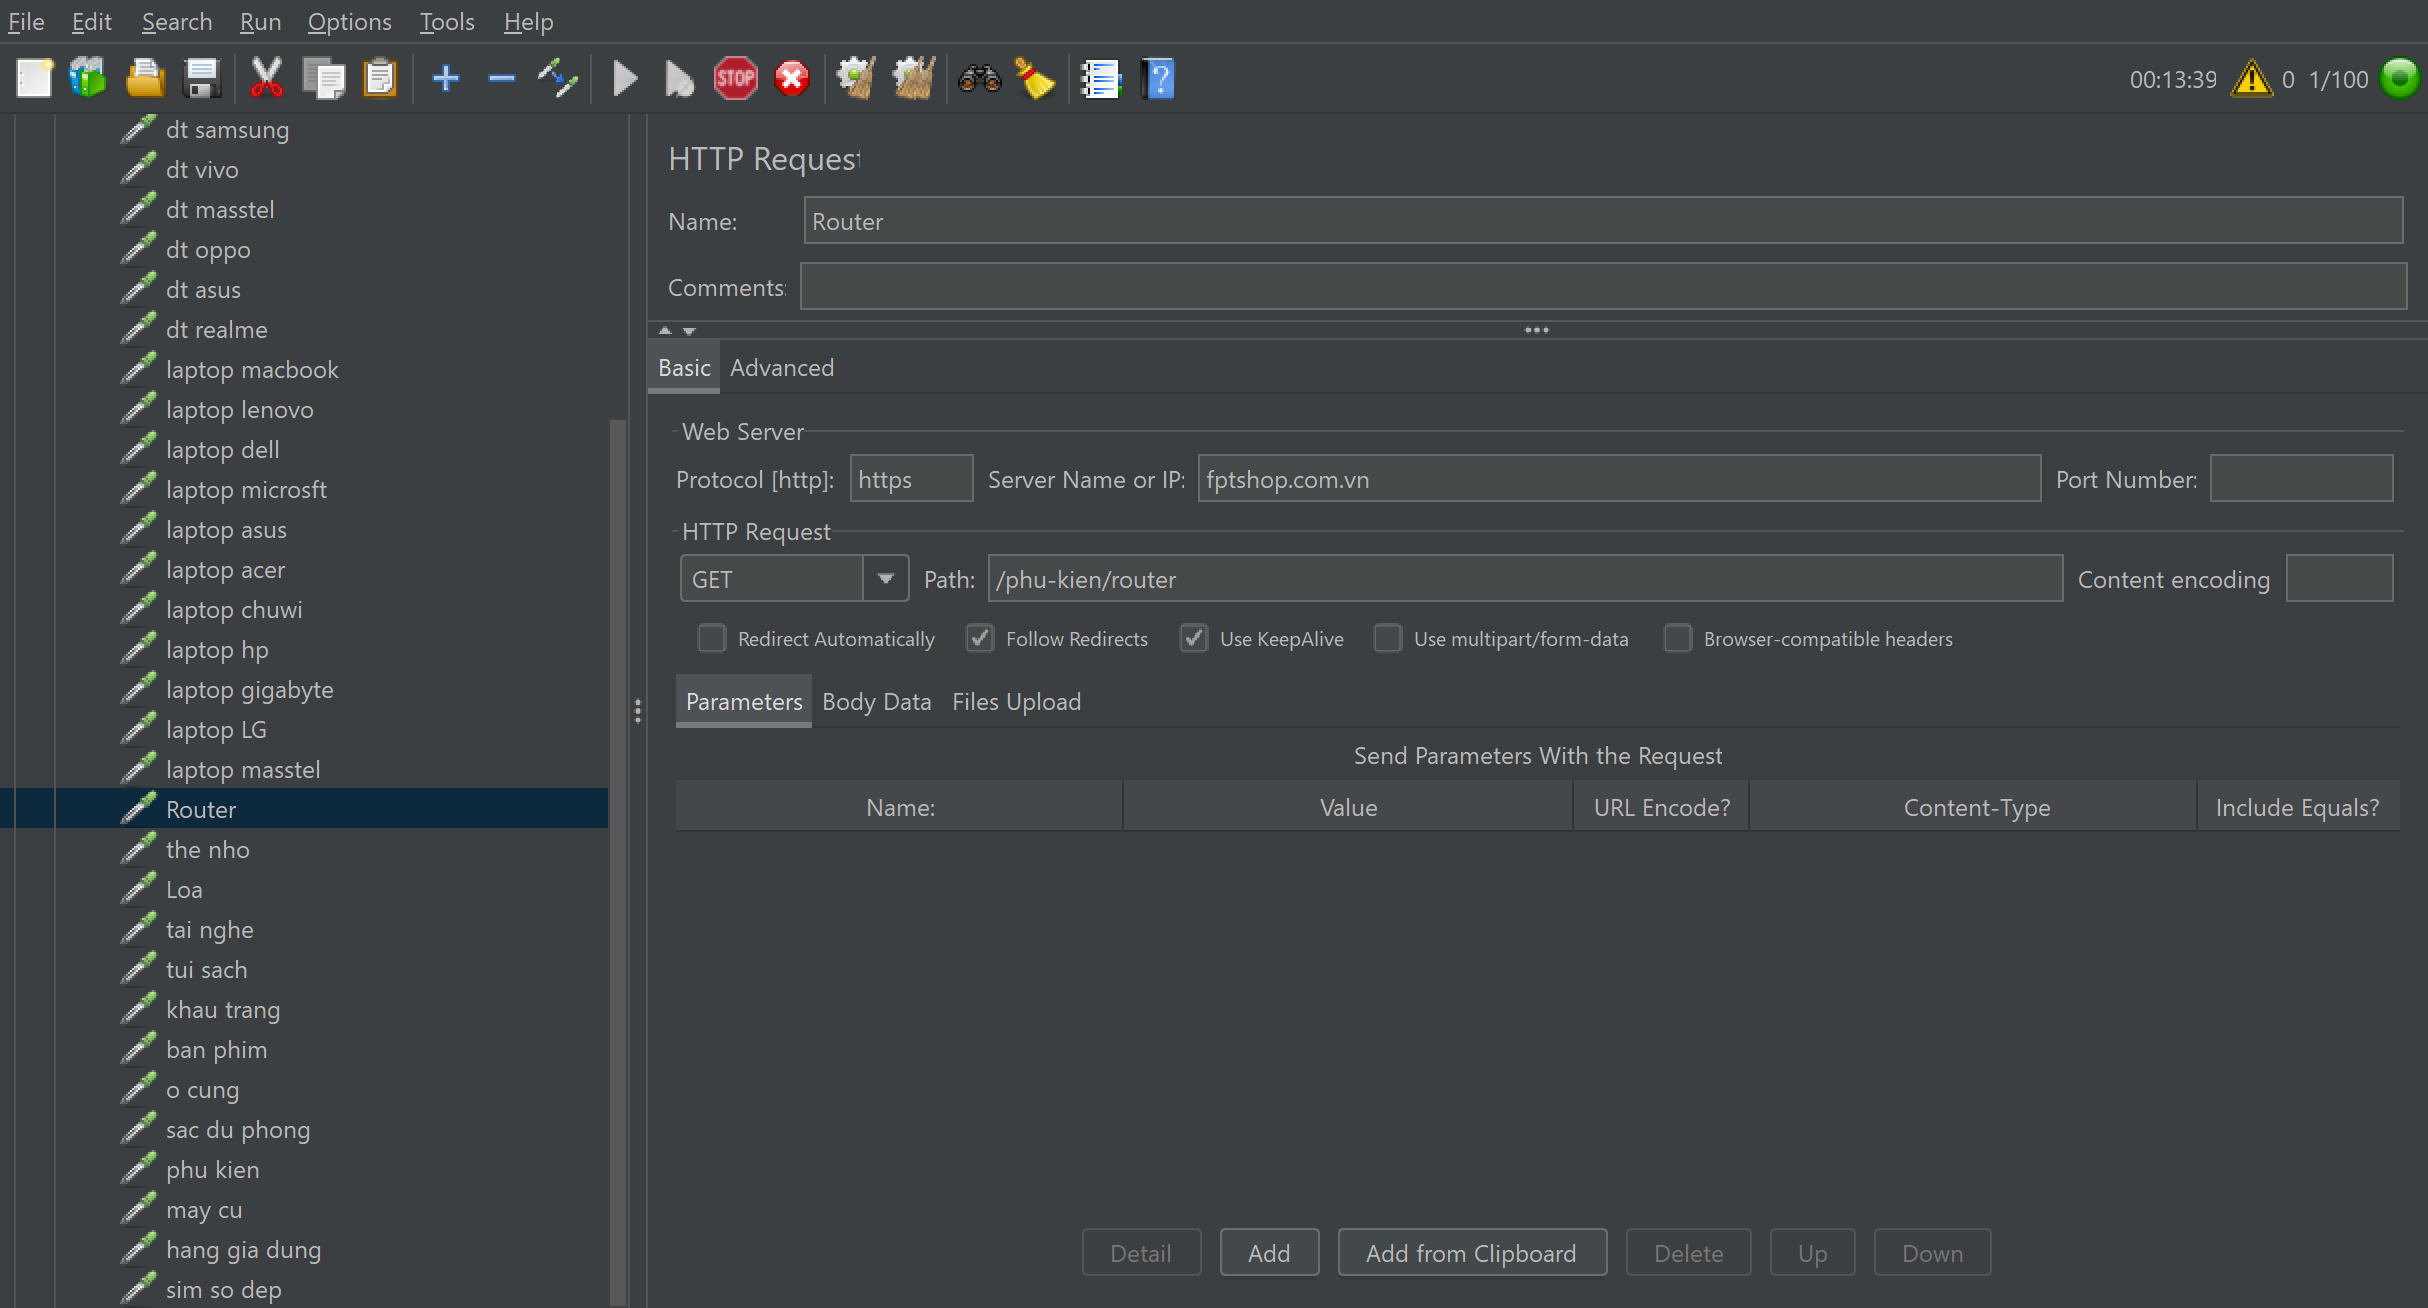 File Edit Search Run Options Tools Help
STOP
00:13:39 0 1/100
dt samsung
dt vivo
dt masstel
dt oppo
dt asus
dt realme
laptop macbook
laptop lenovo
laptop dell
laptop microsft
laptop asus
laptop acer
laptop chuwi
laptop hp
laptop gigabyte
laptop LG
laptop masstel
Router
the nho
Loa
tai nghe
tui sach
khau trang
ban phim
o cung
sac du phong
phu kien
may cu
hang gia dung
sim so dep
HTTP Request
Name: Router
Comments:
Basic Advanced
Web Server
Protocol [http]: https Server Name or IP: fptshop.com.vn Port Number:
HTTP Request
GET Path: /phu-kien/router Content encoding
Redirect Automatically Follow Redirects Use KeepAlive Use multipart/form-data Browser-compatible headers
Parameters Body Data Files Upload
Send Parameters With the Request
Name: Value URL Encode? Content-Type Include Equals?
Detail Add Add from Clipboard Delete Up Down